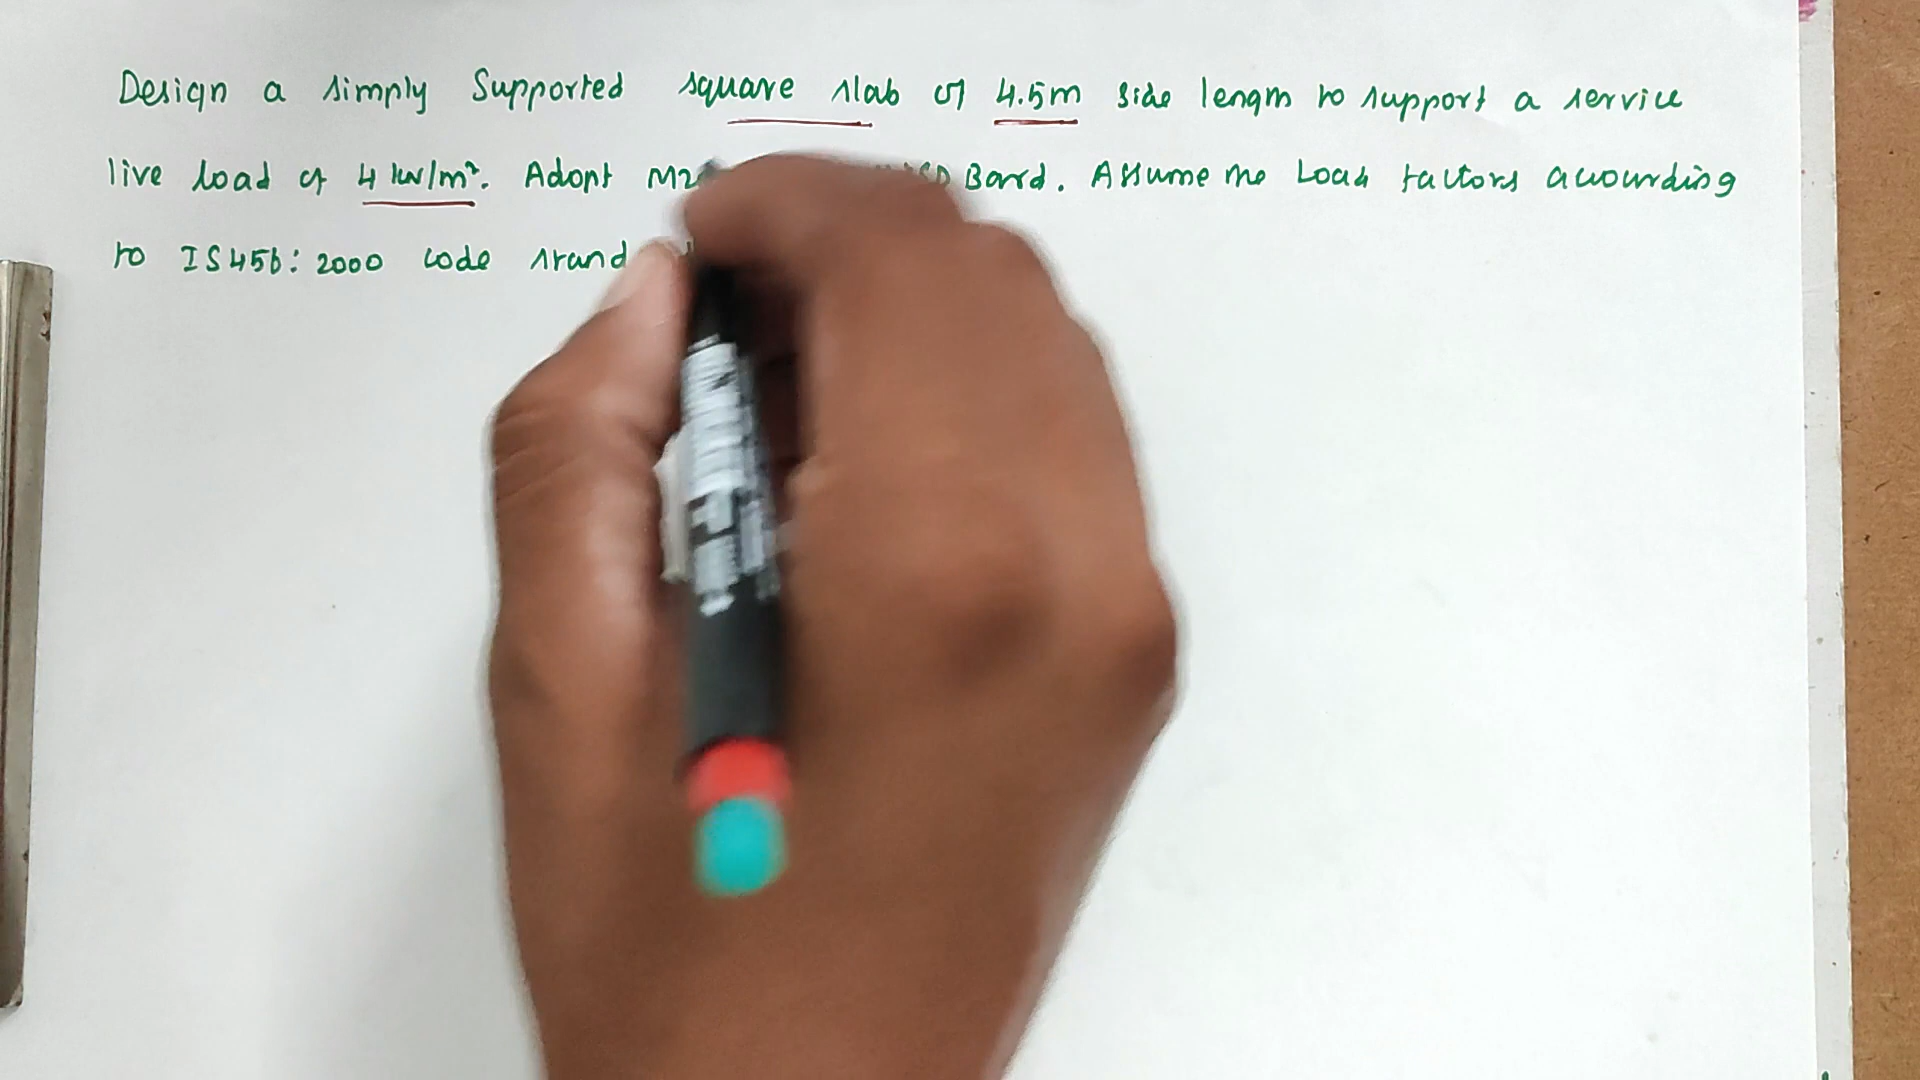 Design a simply Supported square slab of 4.5m side length to support a service
live load of 4 kN/m². Adopt Bard. Assume the Load factors according
to IS456: 2000 code